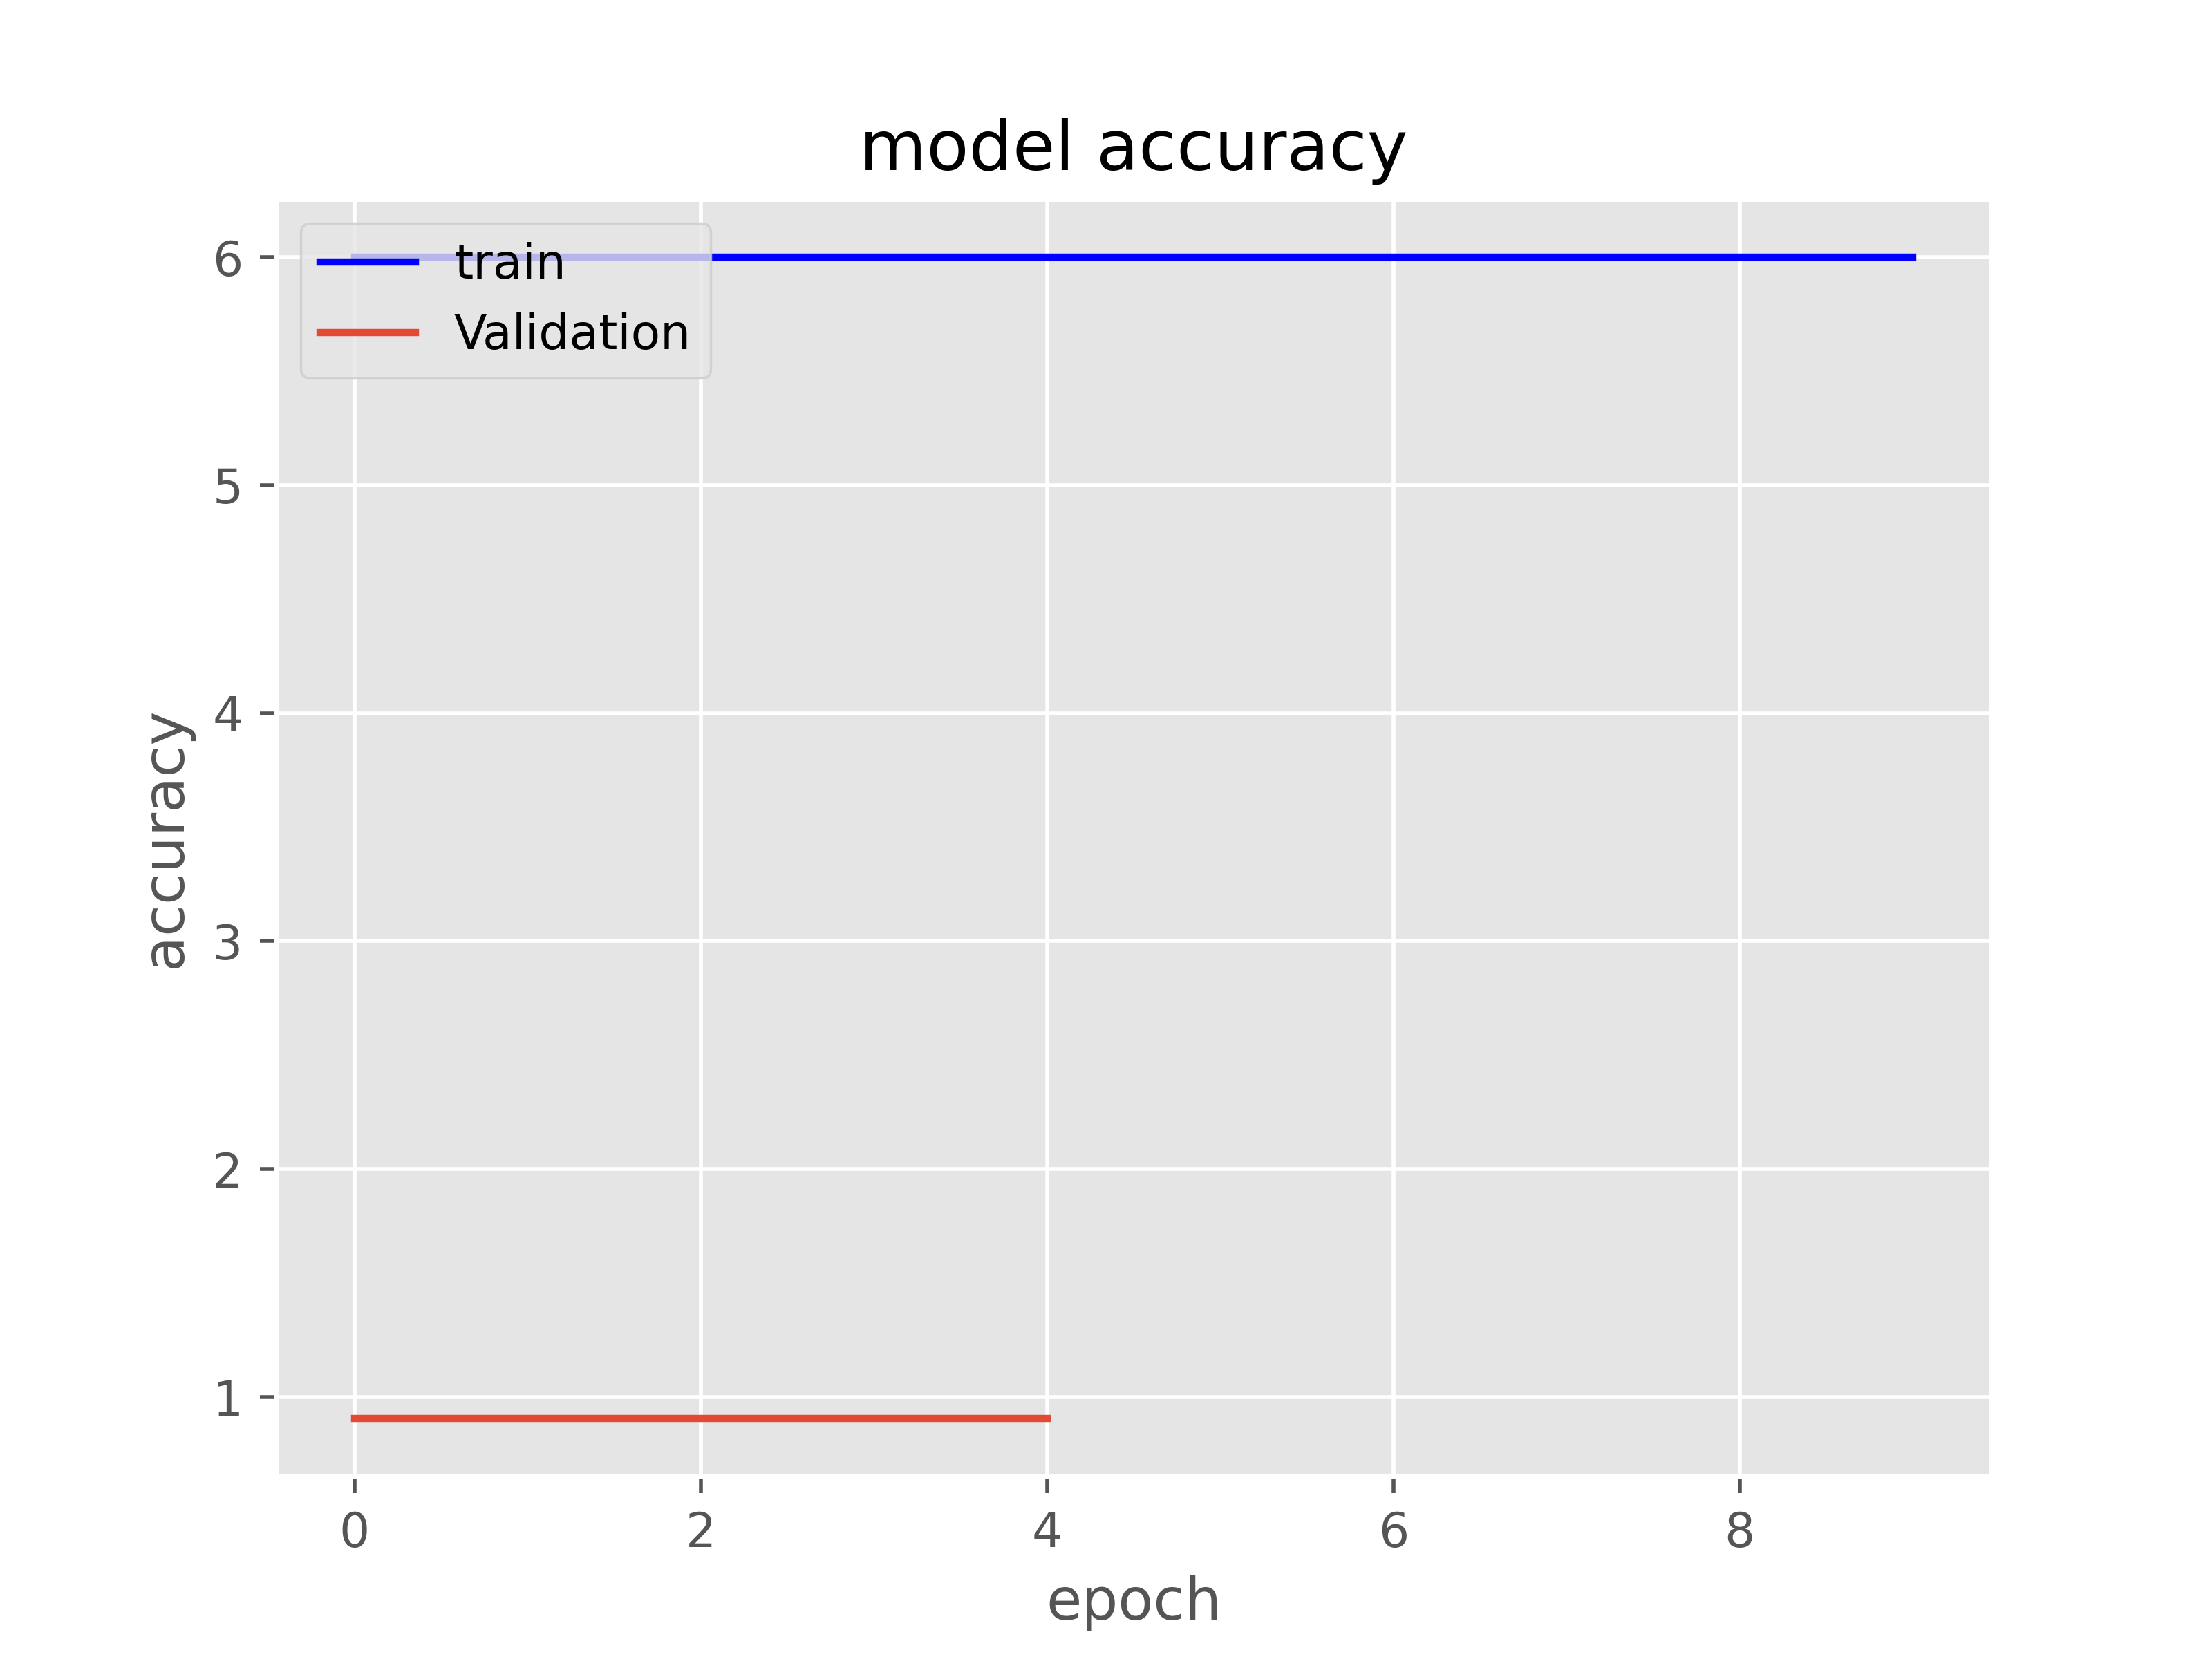 model accuracy
train
Validation
6
5
4
3
2
1
accuracy
0 2 4 6 8
epoch